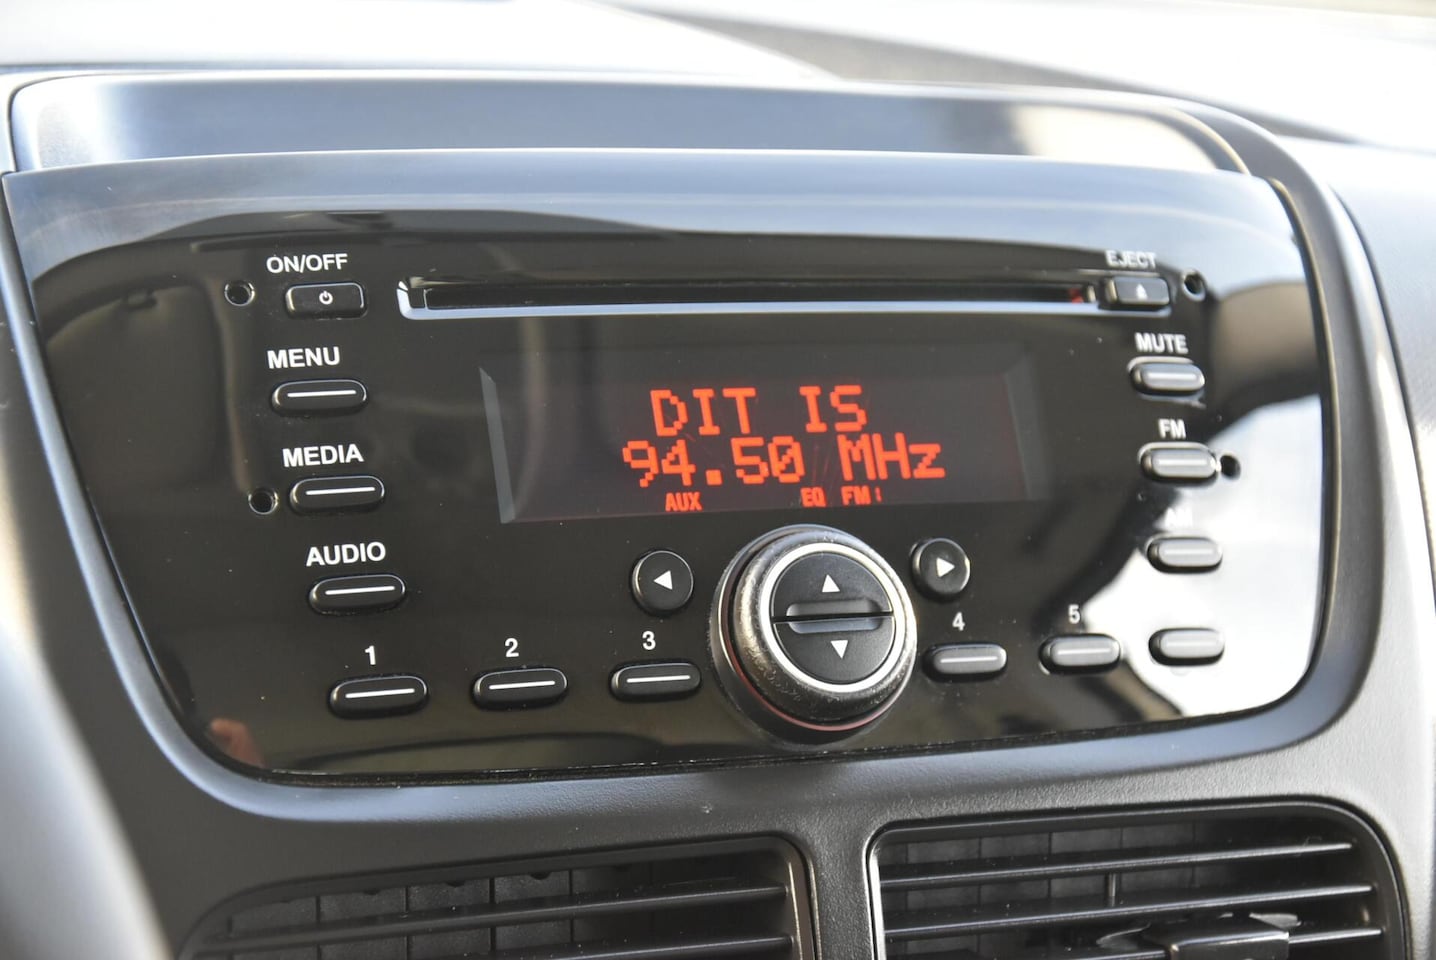 ON/OFF
EJECT
MENU
MUTE
DIT IS
94.50 MHz
AUX EQ FM
FM
MEDIA
AM
AUDIO
1
2
3
4
5